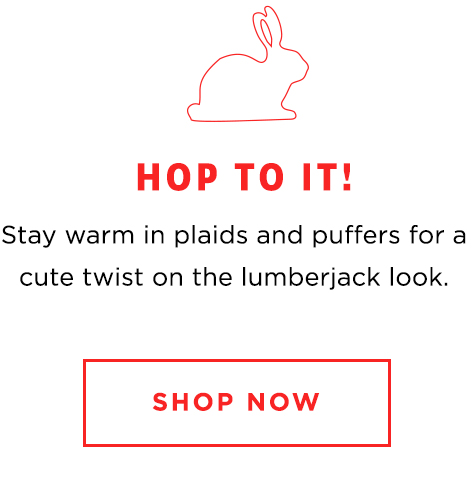 HOP TO IT!
Stay warm in plaids and puffers for a
cute twist on the lumberjack look.
SHOP NOW